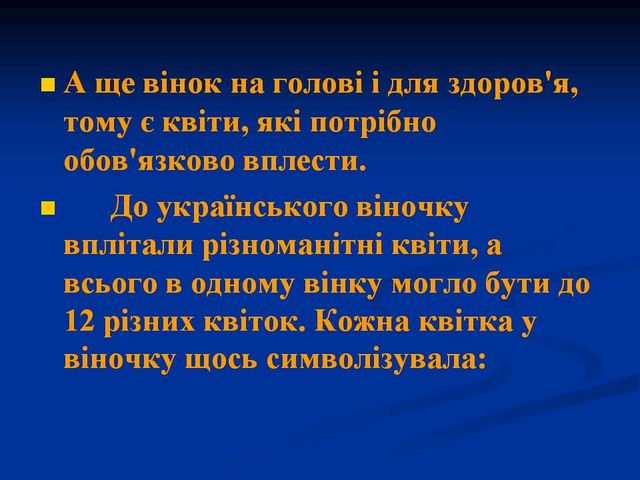 А ще вінок на голові і для здоров'я,
тому є квіти, які потрібно
обов'язково вплести.
До українського віночку
вплітали різноманітні квіти, а
всього в одному вінку могло бути до
12 різних квіток. Кожна квітка у
віночку щось символізувала: